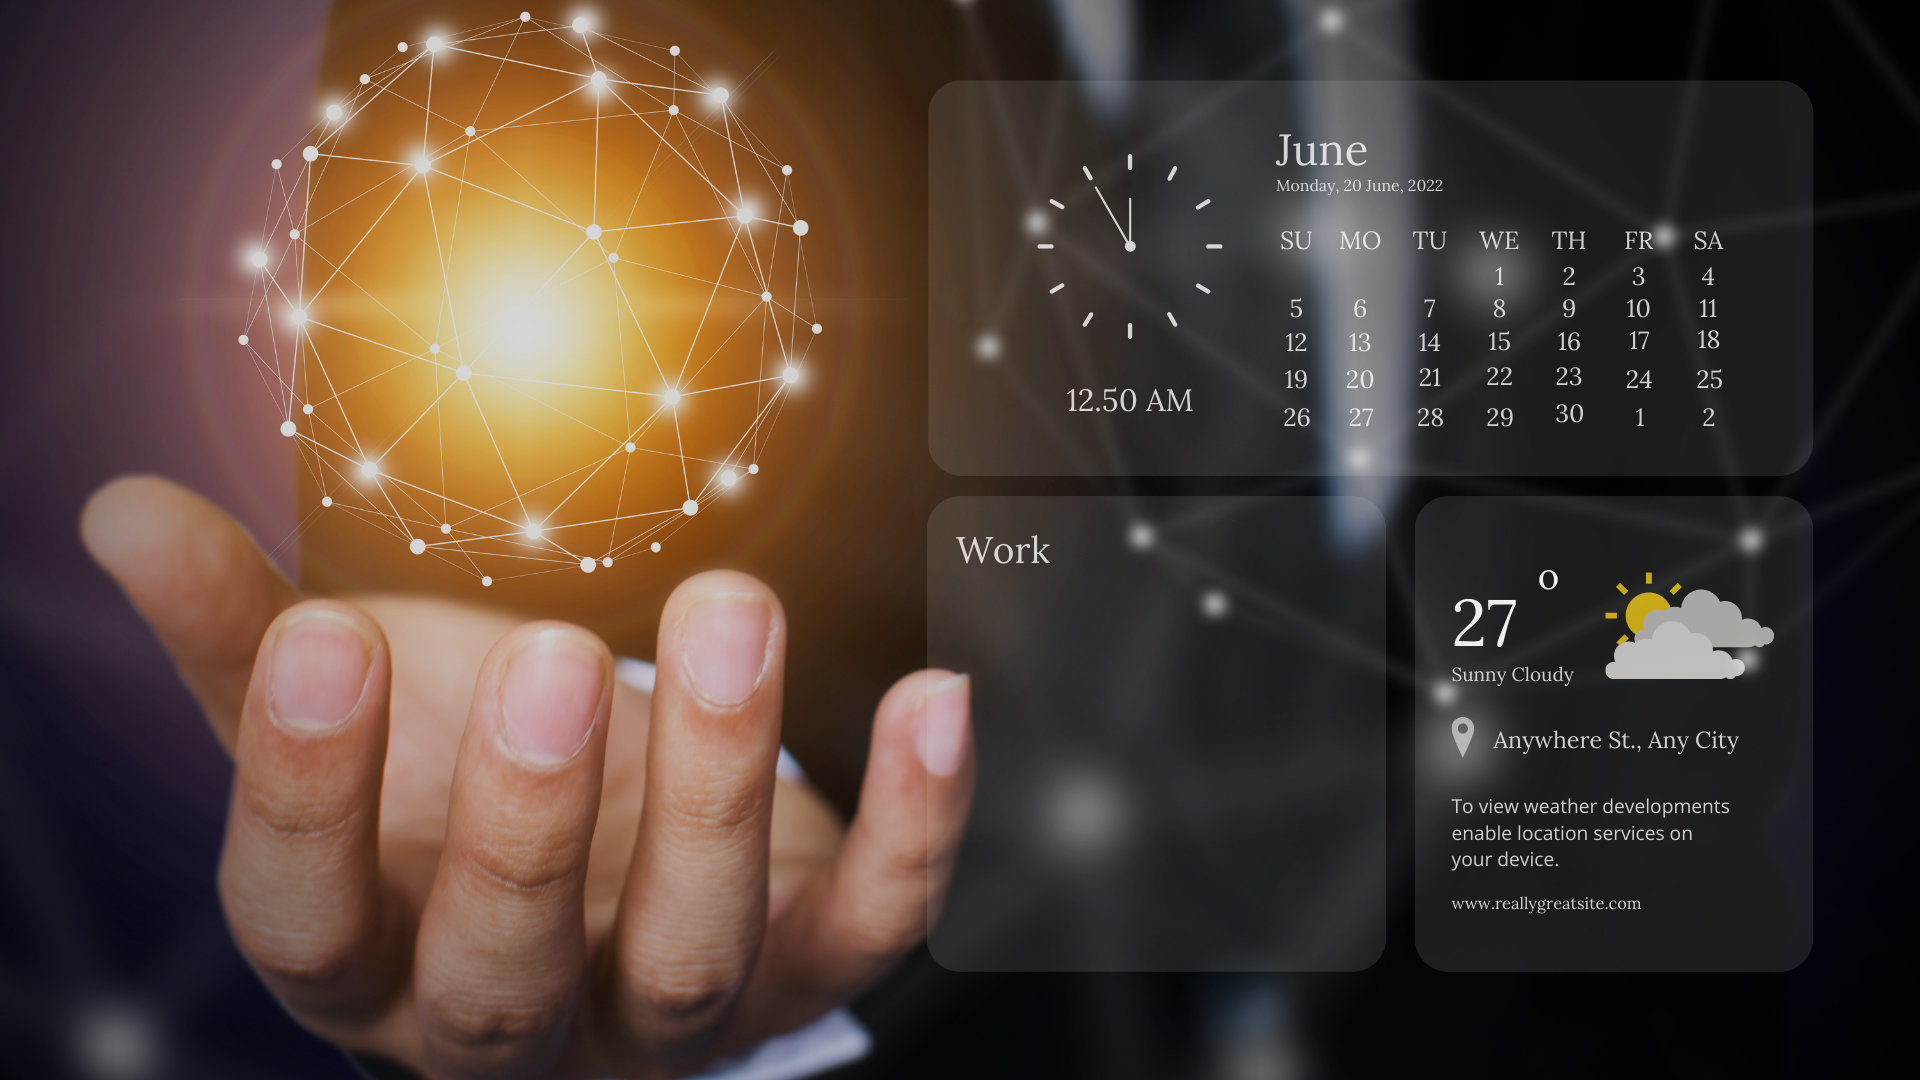 June
Monday, 20 June, 2022
SU MO TU WE TH FR SA
1 2 3 4
5 6 7 8 9 10 11
12 13 14 15 16 17 18
19 20 21 22 23 24 25
26 27 28 29 30 1 2
12.50 AM
Work
27 °
Sunny Cloudy
Anywhere St., Any City
To view weather developments
enable location services on
your device.
www.reallygreatsite.com